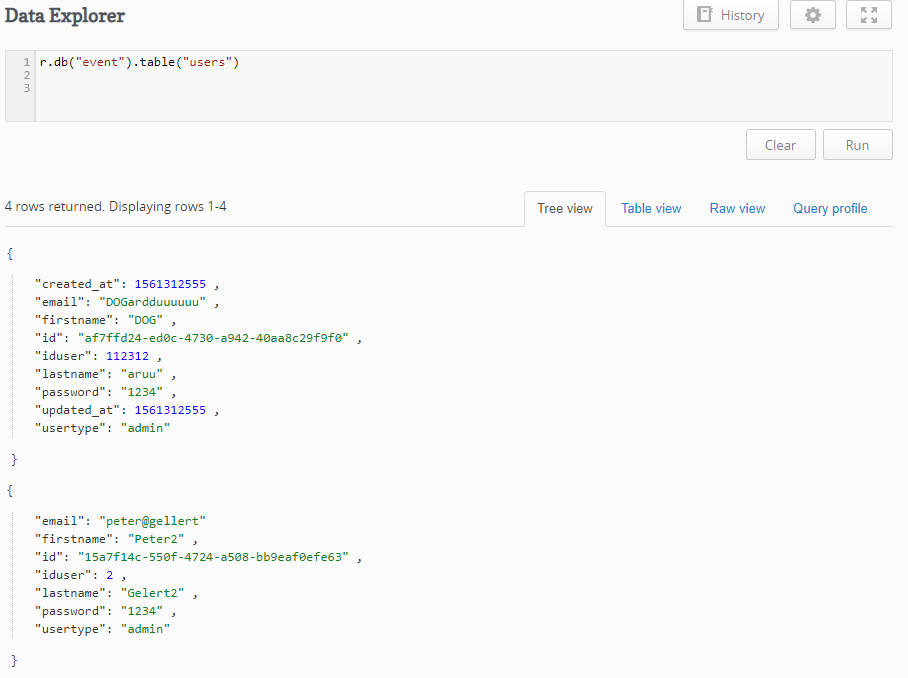 Data Explorer
History
1 r.db("event").table("users")
2
3
Clear
Run
4 rows returned. Displaying rows 1-4
Tree view
Table view
Raw view
Query profile
{
"created_at": 1561312555 ,
"email": "DOGardduuuuuu" ,
"firstname": "DOG" ,
"id": "af7ffd24-ed0c-4730-a942-40aa8c29f9f0" ,
"iduser": 112312 ,
"lastname": "aruu" ,
"password": "1234" ,
"updated_at": 1561312555 ,
"usertype": "admin"
}
{
"email": "peter@gellert"
"firstname": "Peter2" ,
"id": "15a7f14c-550f-4724-a508-bb9eaf0efe63" ,
"iduser": 2 ,
"lastname": "Gelert2" ,
"password": "1234" ,
"usertype": "admin"
}